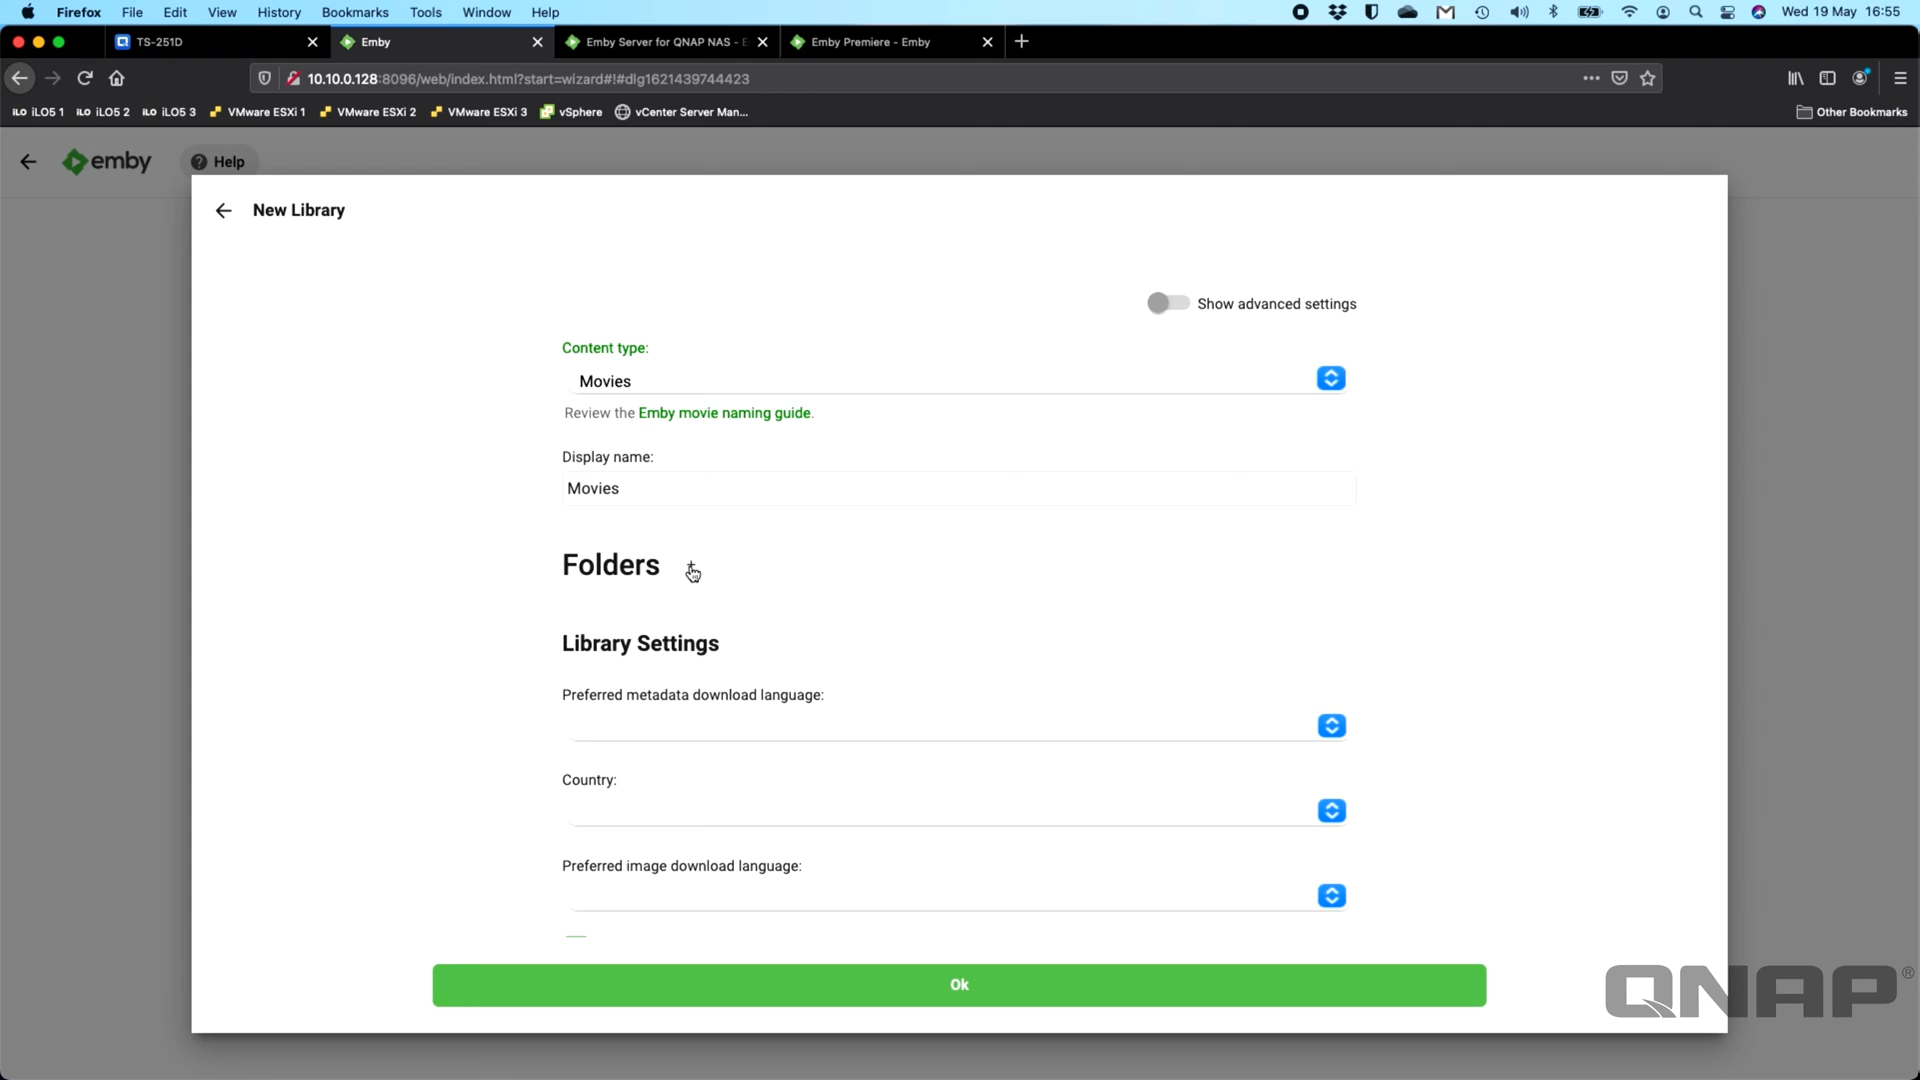 Firefox File Edit View History Bookmarks Tools Window Help Wed 19 May 16:55
TS-251D Emby Emby Server for QNAP NAS - E Emby Premiere - Emby
10.10.0.128:8096/web/index.html?start=wizard#!#dlg1621439744423
iLO iLO5 1 iLO iLO5 2 iLO iLO5 3 VMware ESXi 1 VMware ESXi 2 VMware ESXi 3 vSphere vCenter Server Man... Other Bookmarks
emby Help
New Library
Show advanced settings
Content type:
Movies
Review the Emby movie naming guide.
Display name:
Movies
Folders
Library Settings
Preferred metadata download language:
Country:
Preferred image download language:
Ok
QNAP®